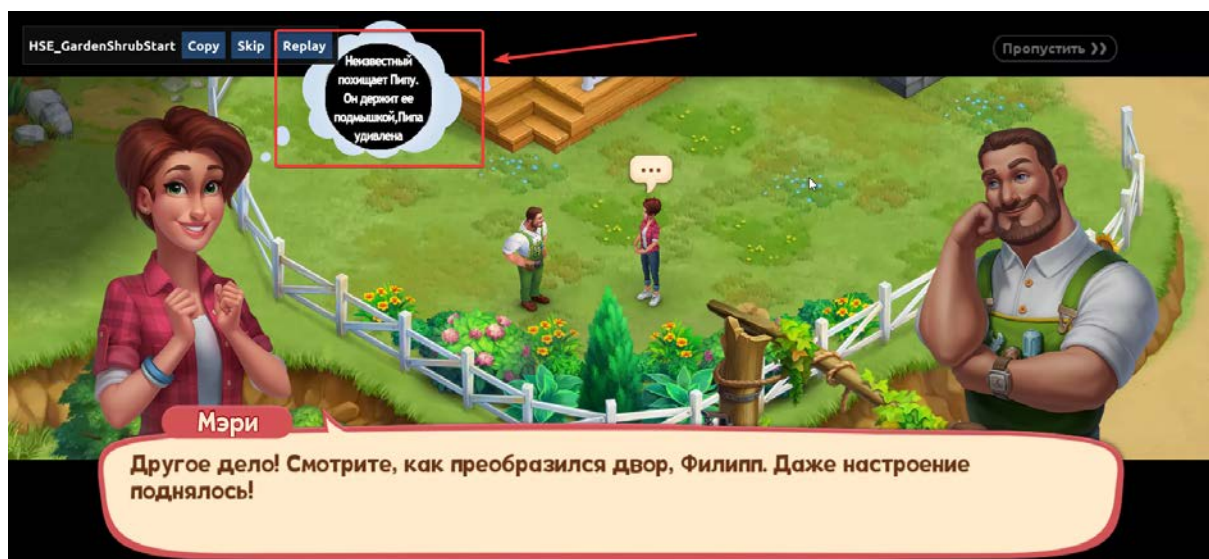 HSE_GardenShrubStart Copy Skip Replay
Неизвестный
похищает Пипу.
Он держит ее
подмышкой,Пипа
удивлена
Пропустить
...
Мэри
Другое дело! Смотрите, как преобразился двор, Филипп. Даже настроение
поднялось!